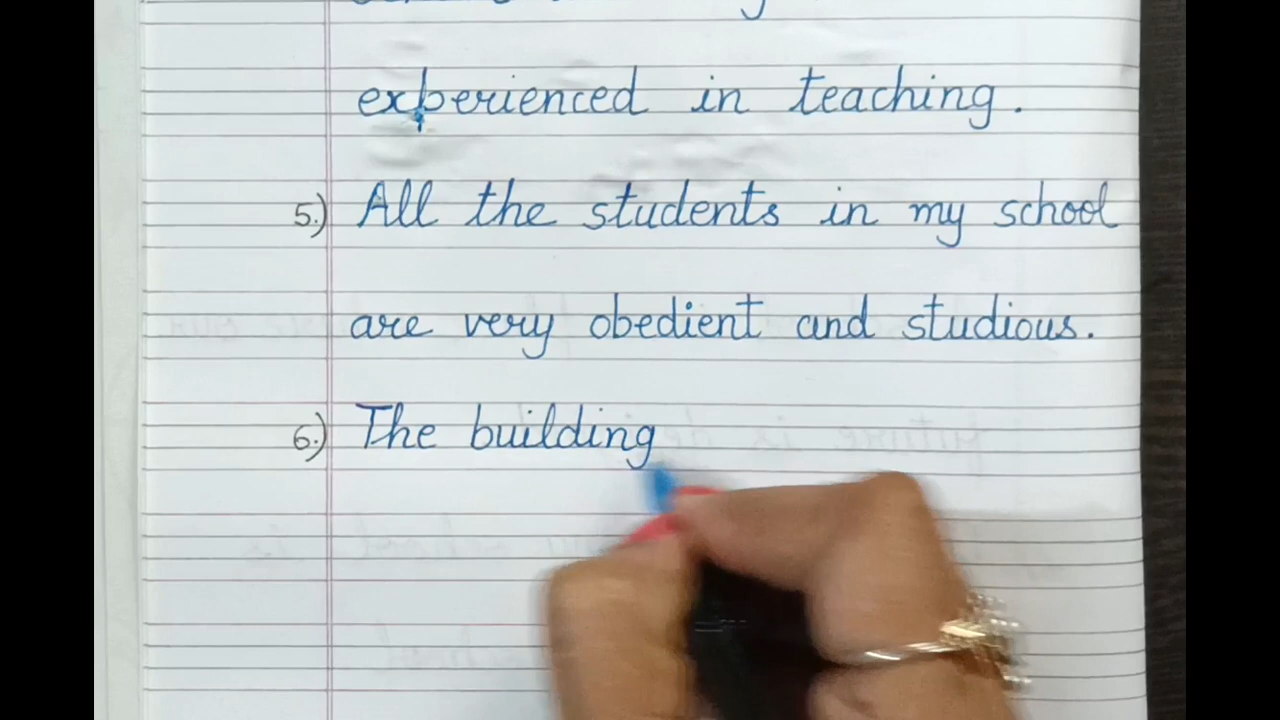 experienced in teaching.
5.) All the students in my school
are very obedient and studious.
6.) The building